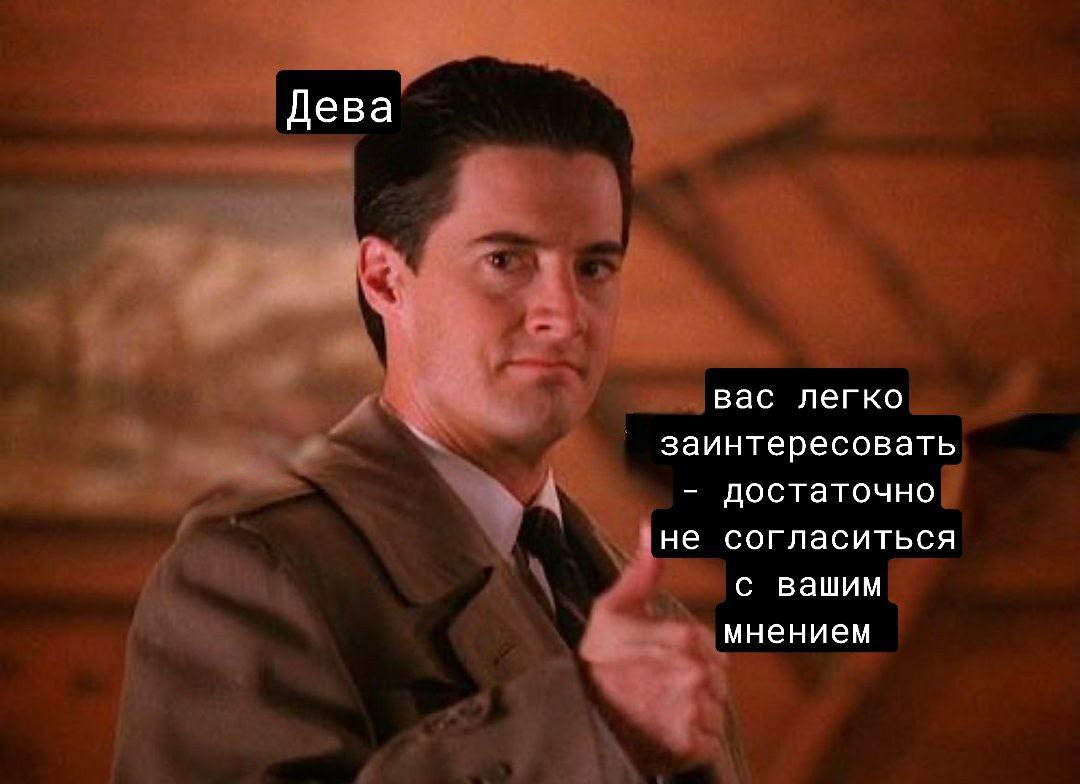 Дева
вас легко
заинтересовать
- достаточно
не согласиться
с вашим
мнением